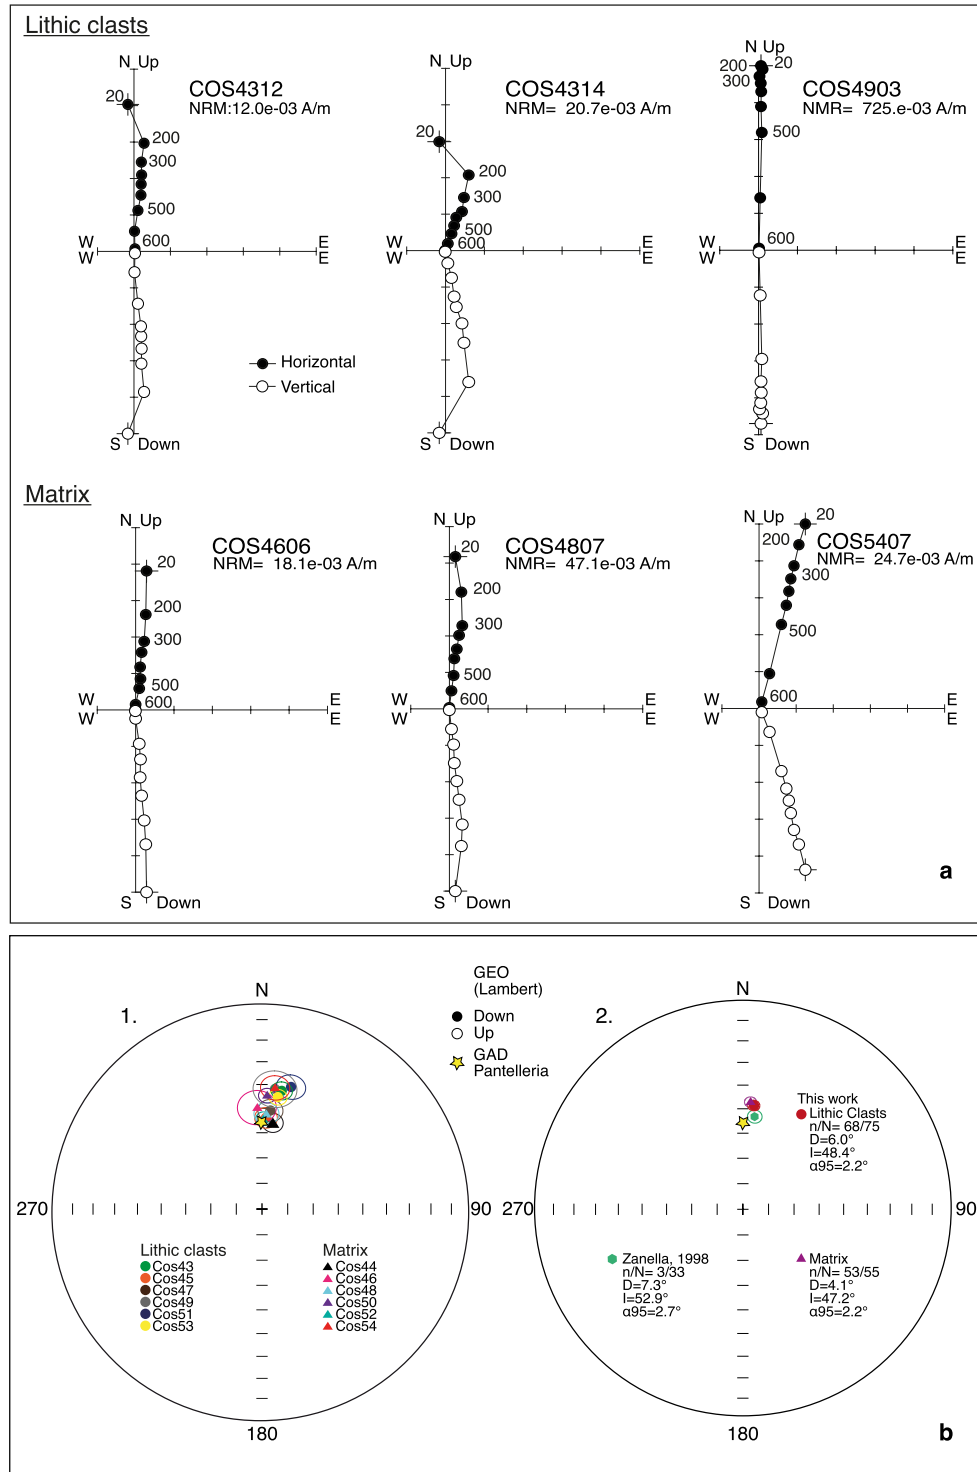 Lithic clasts
N Up
20
COS4312
NRM:12.0e-03 A/m
200
300
500
600
W E
W E
S Down
N Up
COS4314
NRM= 20.7e-03 A/m
20
200
300
500
600
W E
W E
S Down
N Up
200 20
300
COS4903
NMR= 725.e-03 A/m
500
600
W E
W E
S Down
Horizontal
Vertical
Matrix
N Up
20
COS4606
NRM= 18.1e-03 A/m
200
300
500
600
W E
W E
S Down
N Up
20
COS4807
NMR= 47.1e-03 A/m
200
300
500
600
W E
W E
S Down
N Up
20
200
COS5407
NMR= 24.7e-03 A/m
300
500
600
W E
W E
S Down
a
1.
N
270
90
180
Lithic clasts
Cos43
Cos45
Cos47
Cos49
Cos51
Cos53
Matrix
Cos44
Cos46
Cos48
Cos50
Cos52
Cos54
GEO
(Lambert)
Down
Up
GAD
Pantelleria
2.
N
270
90
180
This work
Lithic Clasts
n/N= 68/75
D=6.0°
I=48.4°
α95=2.2°
Zanella, 1998
n/N= 3/33
D=7.3°
I=52.9°
α95=2.7°
Matrix
n/N= 53/55
D=4.1°
I=47.2°
α95=2.2°
b